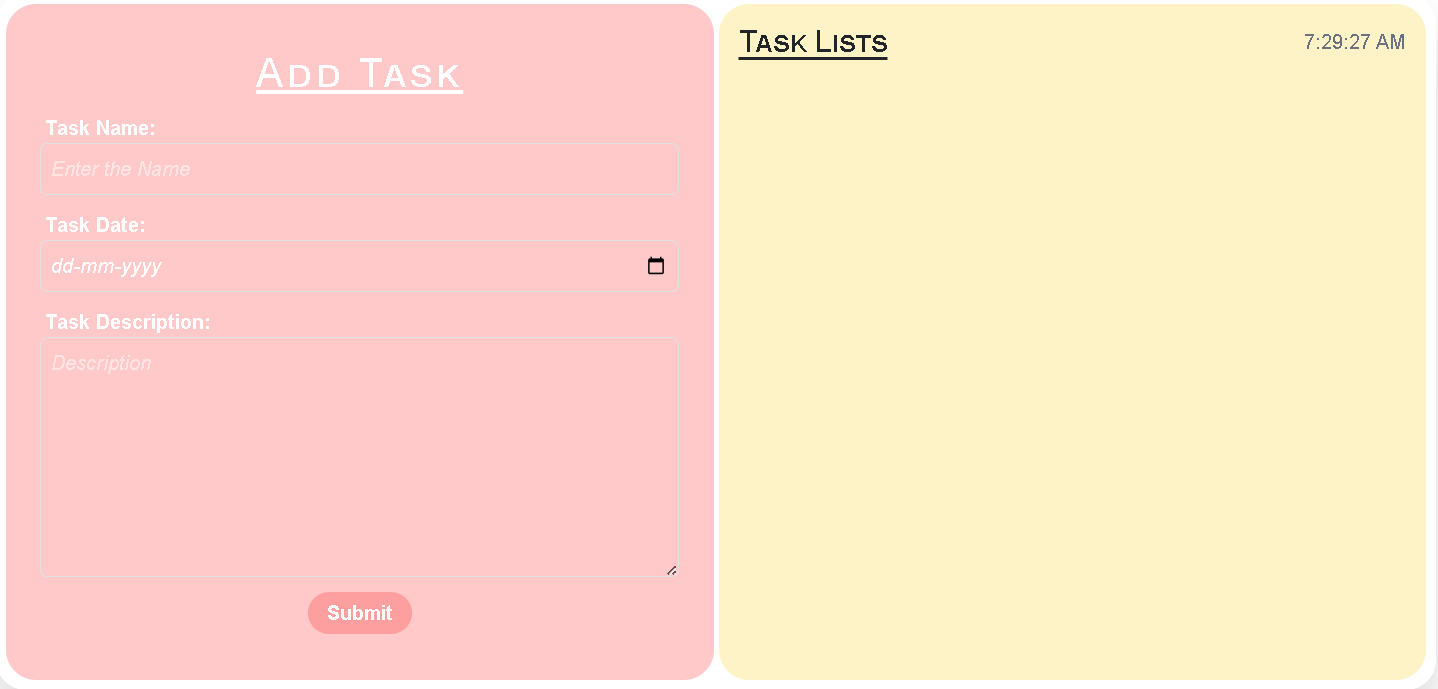 Add Task
Task Name:
Enter the Name
Task Date:
dd-mm-yyyy
Task Description:
Description
Submit
Task Lists
7:29:27 AM